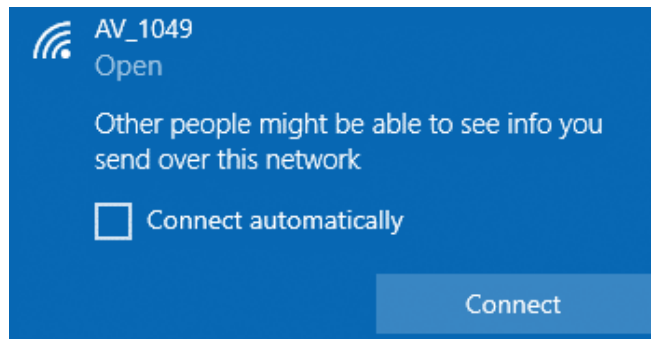 AV_1049
Open
Other people might be able to see info you
send over this network
Connect automatically
Connect